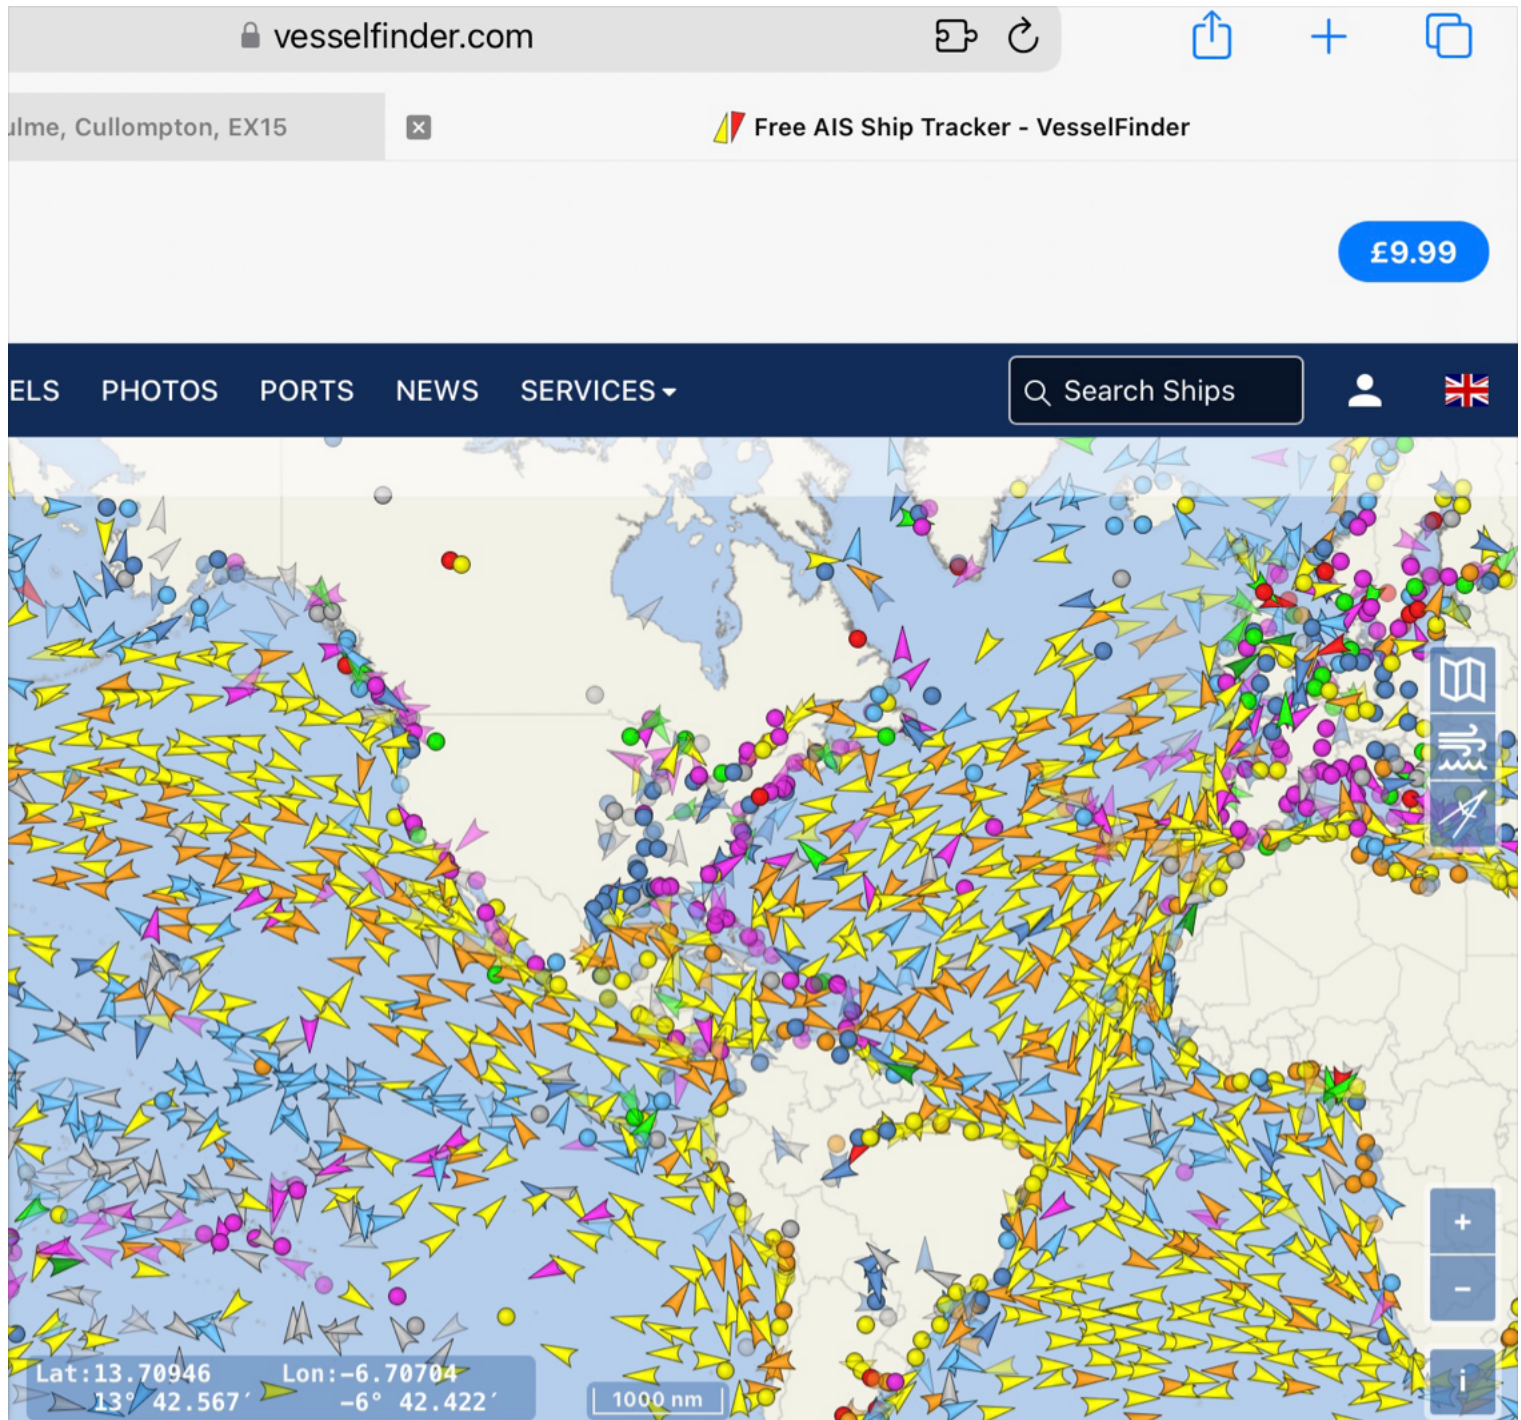 vesselfinder.com
ulme, Cullompton, EX15
Free AIS Ship Tracker - VesselFinder
£9.99
ELS PHOTOS PORTS NEWS SERVICES Search Ships
+
−
Lat:13.70946 Lon:-6.70704
13° 42.567′ -6° 42.422′
1000 nm
i